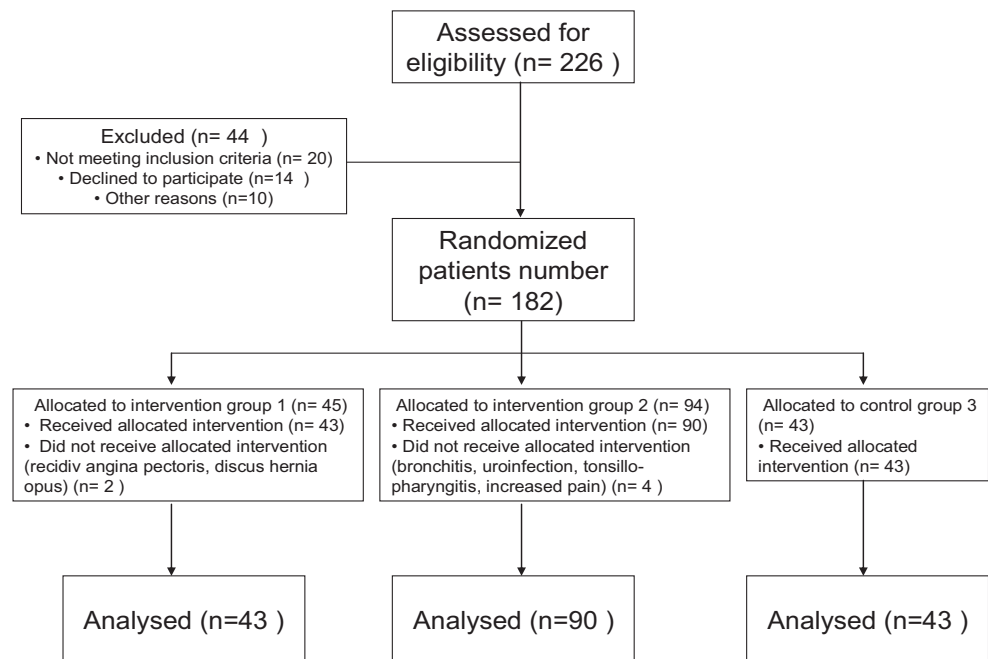 Assessed for
eligibility (n= 226 )
Excluded (n= 44 )
• Not meeting inclusion criteria (n= 20)
• Declined to participate (n=14 )
• Other reasons (n=10)
Randomized
patients number
(n= 182)
Allocated to intervention group 1 (n= 45)
• Received allocated intervention (n= 43)
• Did not receive allocated intervention
(recidiv angina pectoris, discus hernia
opus) (n= 2 )
Allocated to intervention group 2 (n= 94)
• Received allocated intervention (n= 90)
• Did not receive allocated intervention
(bronchitis, uroinfection, tonsillo-
pharyngitis, increased pain) (n= 4 )
Allocated to control group 3
(n= 43)
• Received allocated
intervention (n= 43)
Analysed (n=43 )
Analysed (n=90 )
Analysed (n=43 )